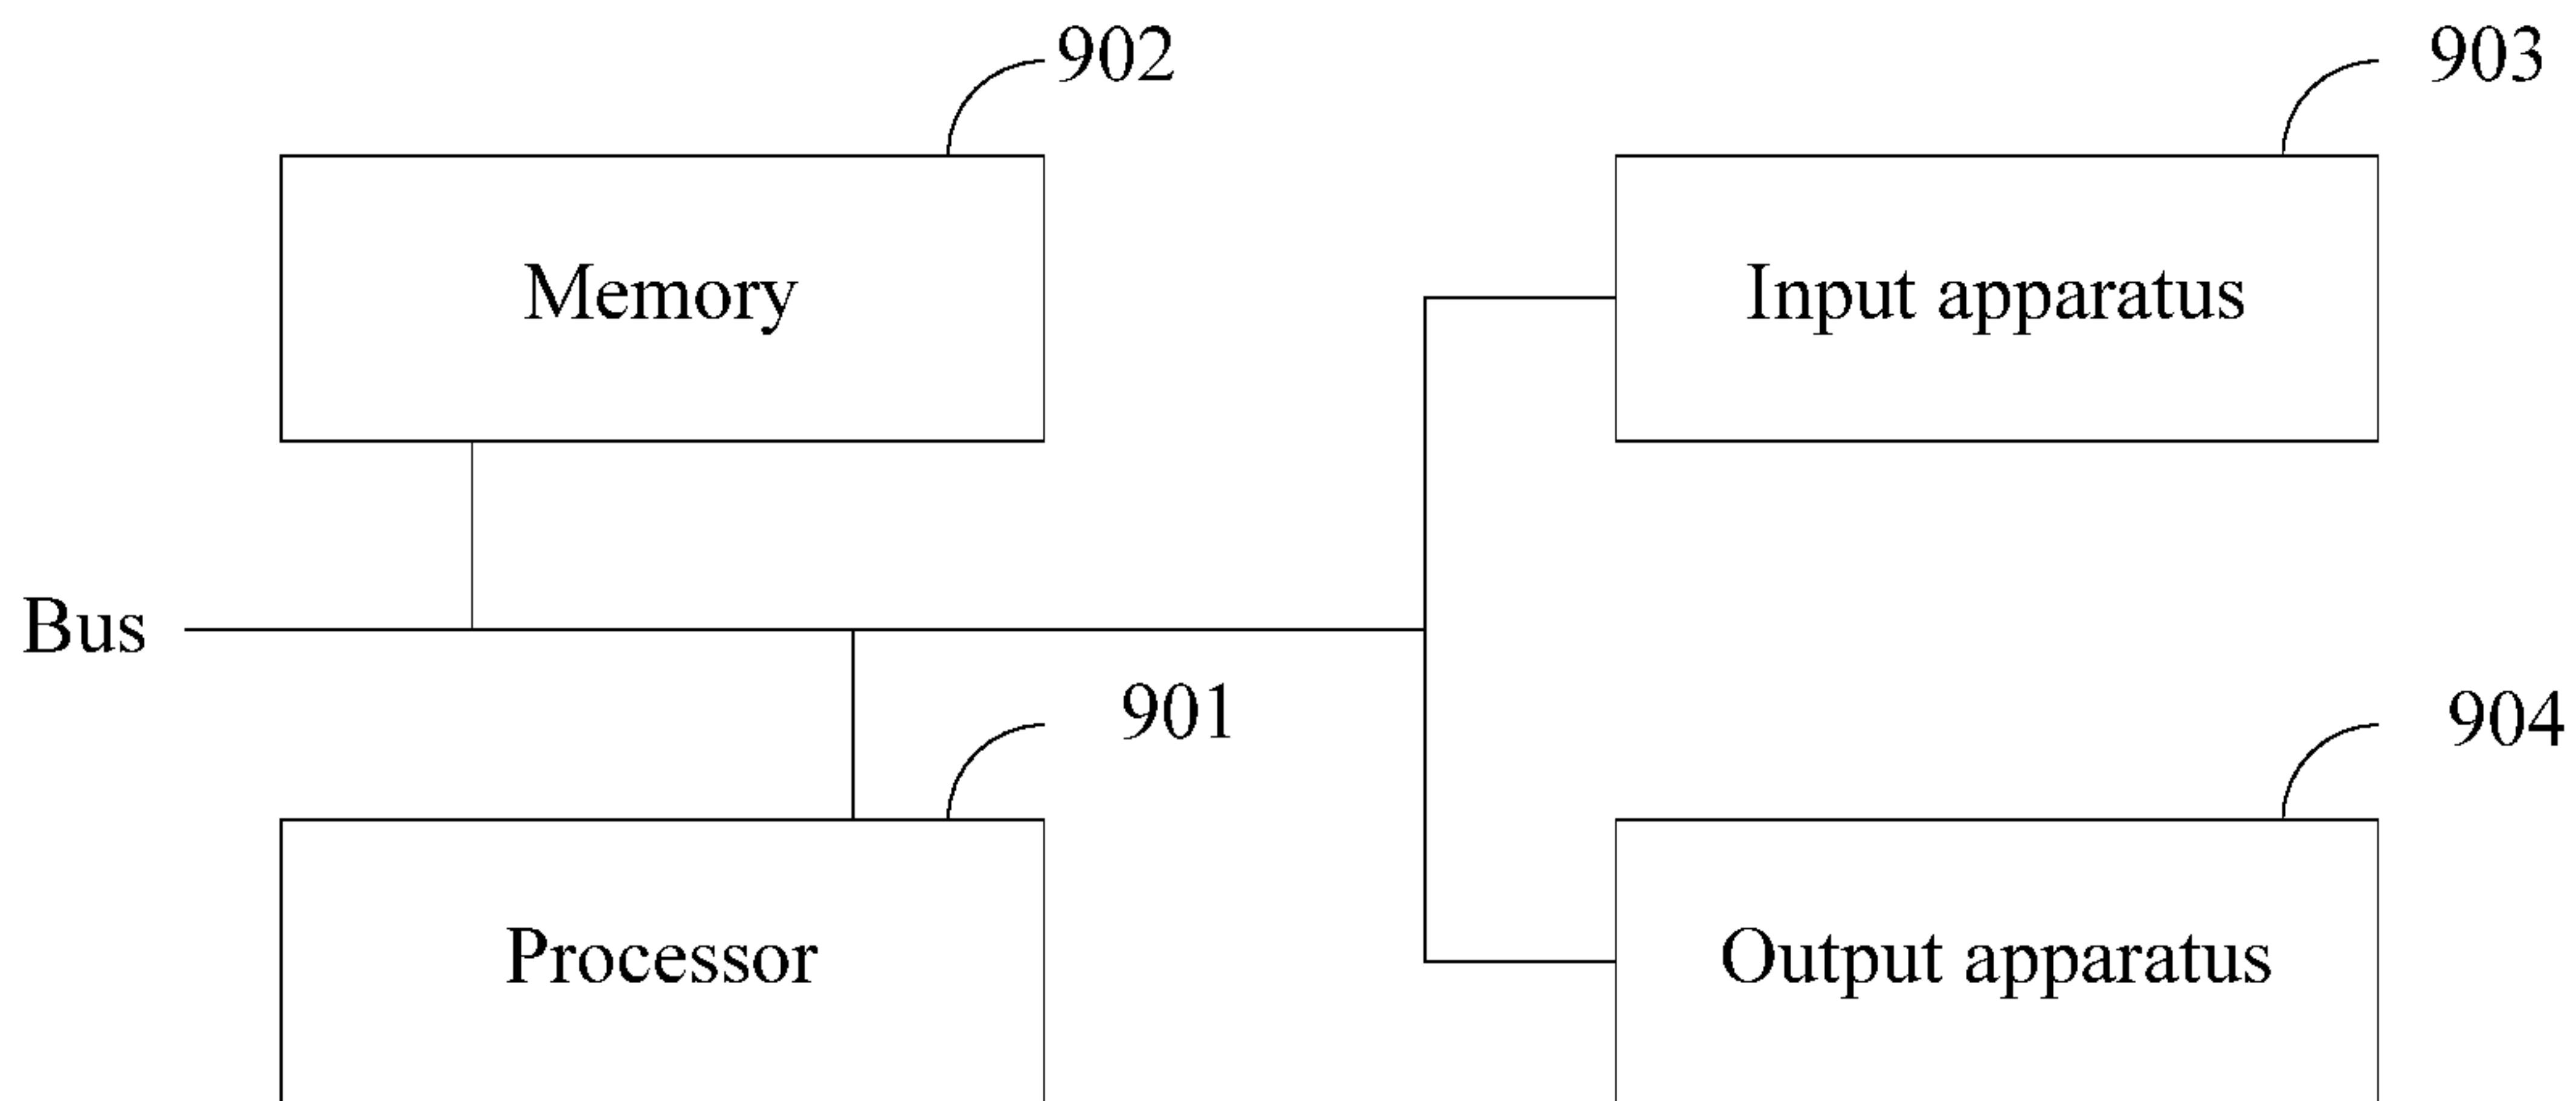 902
903
Memory
Input apparatus
Bus
901
904
Processor
Output apparatus